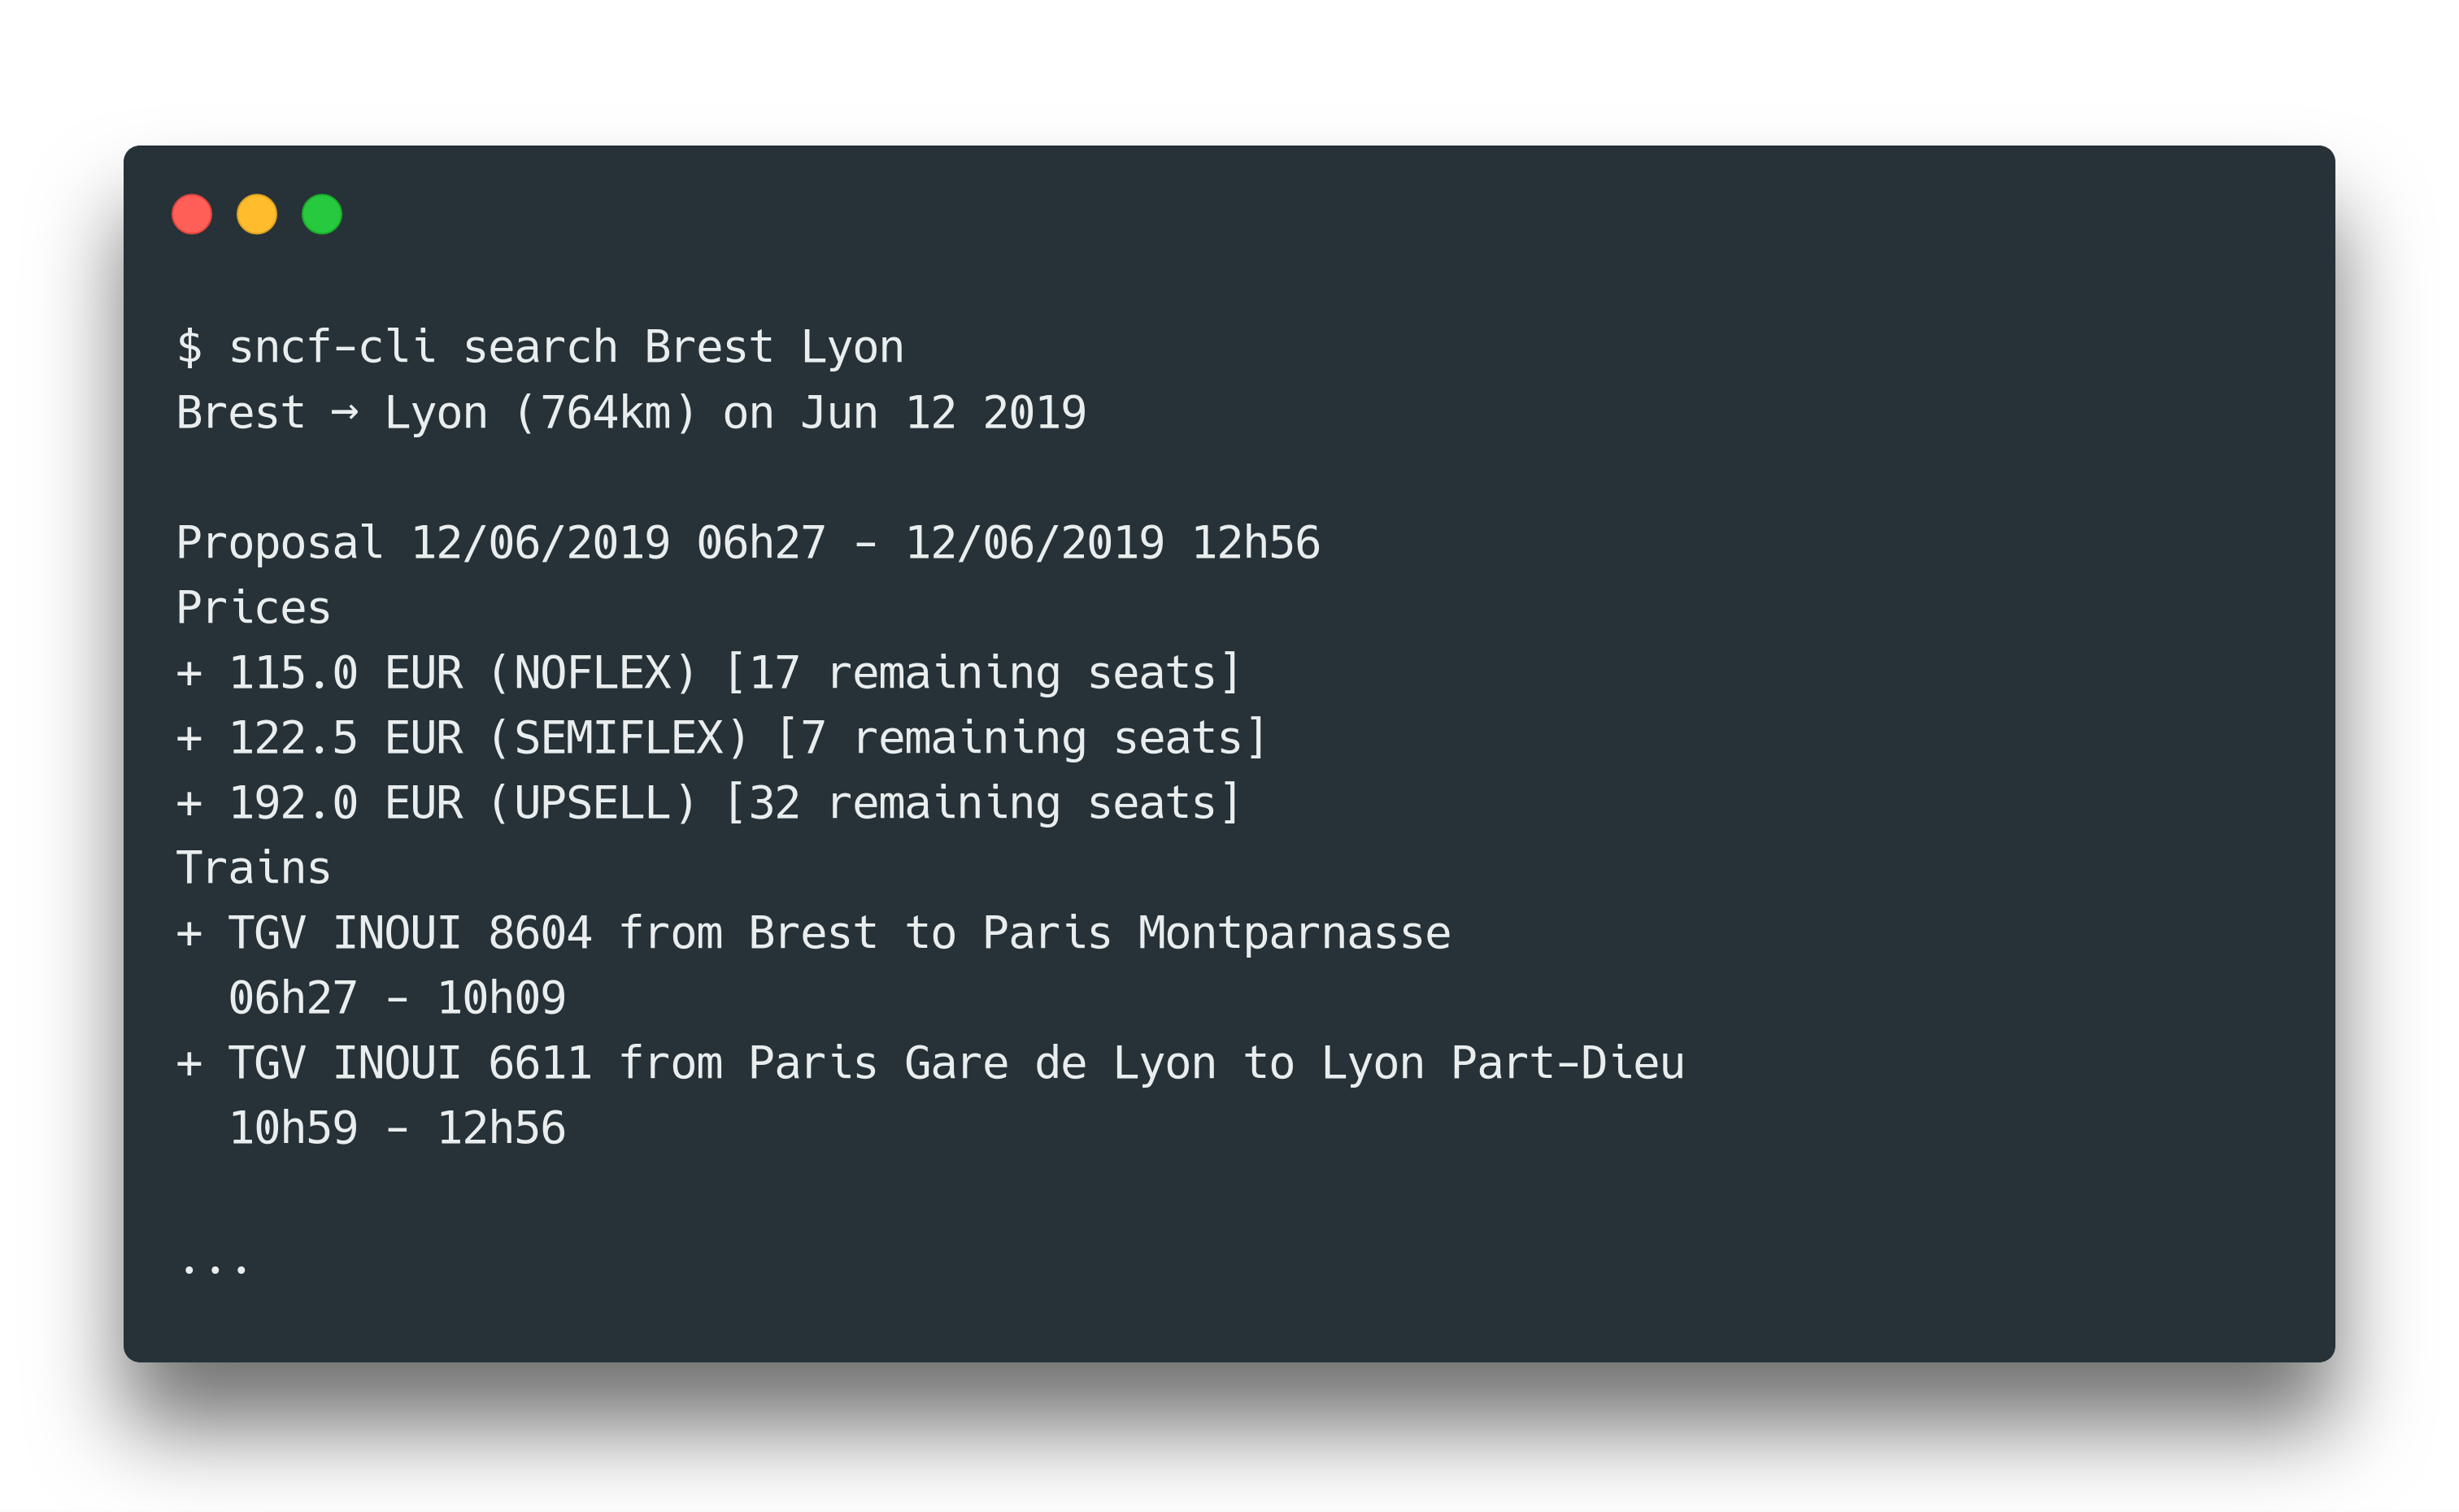 $ sncf-cli search Brest Lyon
Brest → Lyon (764km) on Jun 12 2019
Proposal 12/06/2019 06h27 - 12/06/2019 12h56
Prices
+ 115.0 EUR (NOFLEX) [17 remaining seats]
+ 122.5 EUR (SEMIFLEX) [7 remaining seats]
+ 192.0 EUR (UPSELL) [32 remaining seats]
Trains
+ TGV INOUI 8604 from Brest to Paris Montparnasse
  06h27 - 10h09
+ TGV INOUI 6611 from Paris Gare de Lyon to Lyon Part-Dieu
  10h59 - 12h56
...